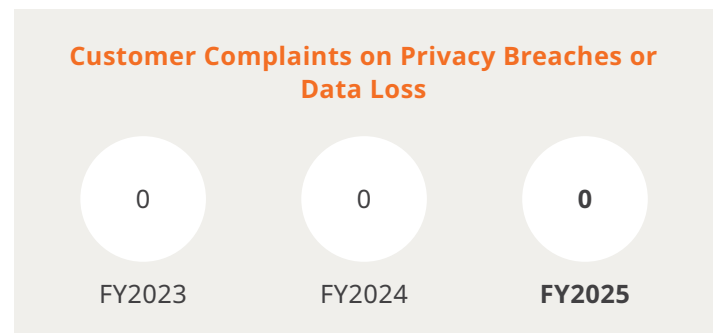 Customer Complaints on Privacy Breaches or
Data Loss
0 0 0
FY2023 FY2024 FY2025